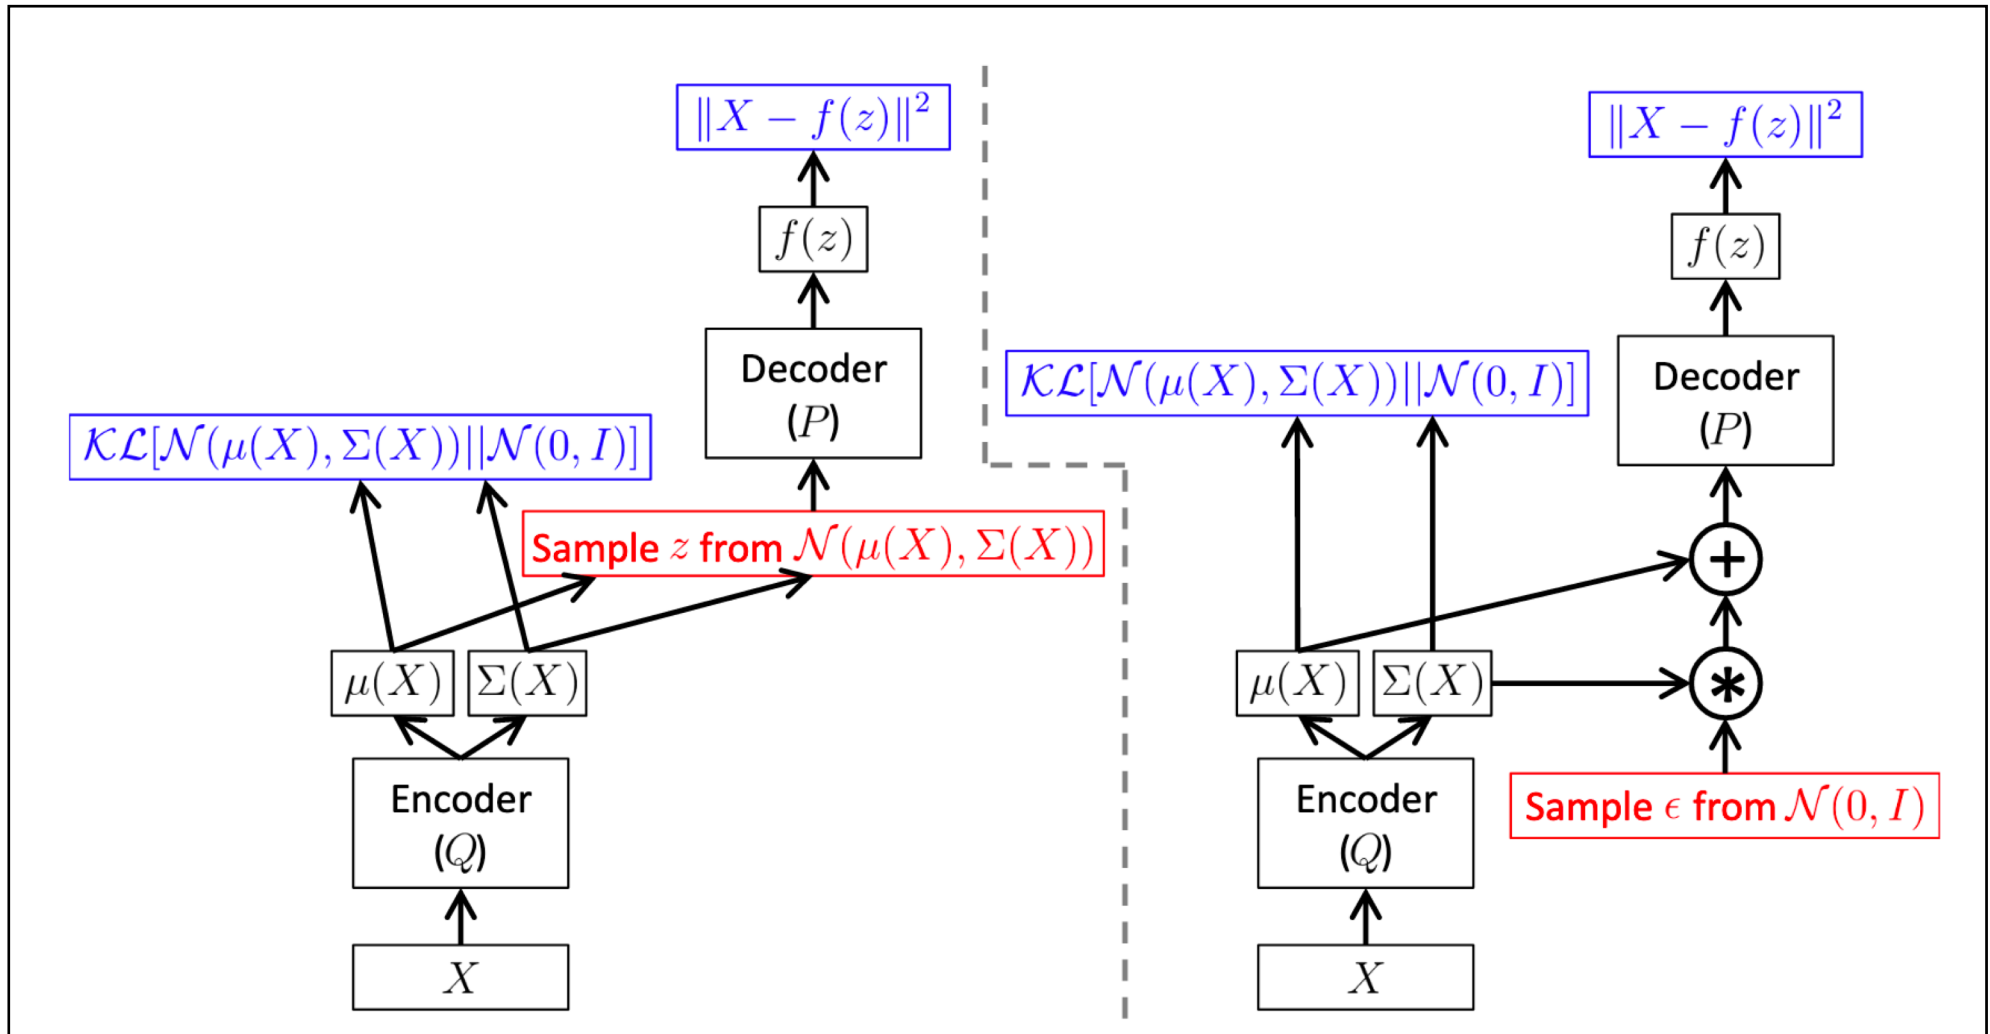 ‖X − f(z)‖²
f(z)
Decoder
(P)
𝒦ℒ[𝒩(μ(X), Σ(X))||𝒩(0, I)]
Sample z from 𝒩(μ(X), Σ(X))
μ(X)
Σ(X)
Encoder
(Q)
X
‖X − f(z)‖²
f(z)
𝒦ℒ[𝒩(μ(X), Σ(X))||𝒩(0, I)]
Decoder
(P)
+
μ(X)
Σ(X)
*
Encoder
(Q)
Sample ϵ from 𝒩(0, I)
X